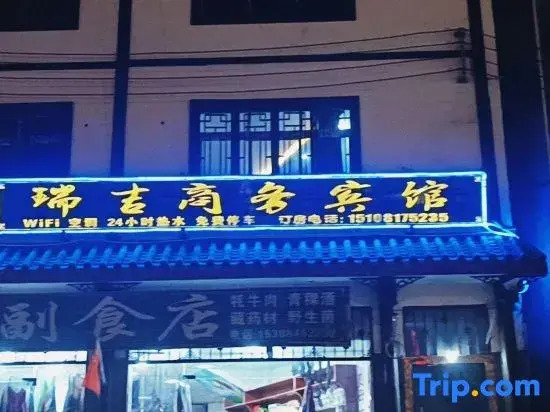 瑞吉商务宾馆
WiFi 空调 24小时热水 免费停车 订房电话:15108175235
副食店
牦牛肉 青稞酒
藏药材 野生菌
电话
Trip.com